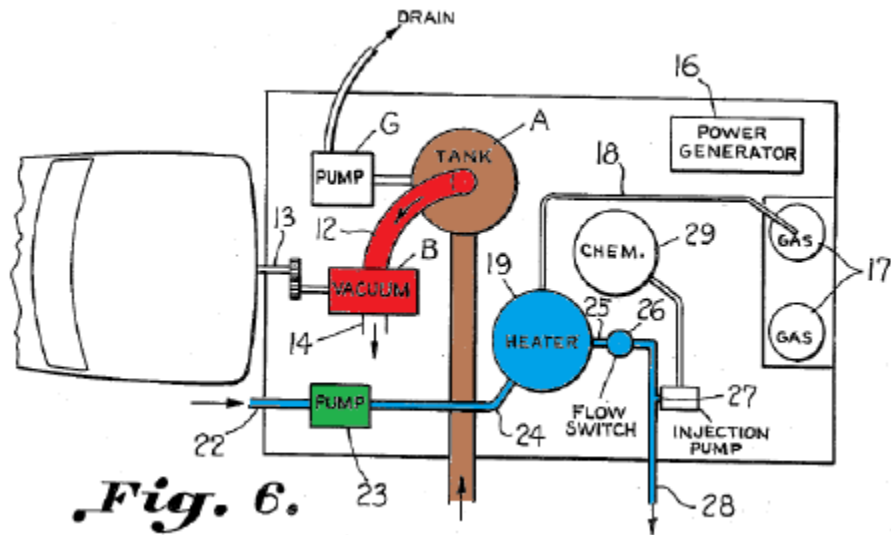 DRAIN
16
G
A
POWER
GENERATOR
TANK
18
PUMP
12
29
13
B
19
CHEM.
GAS
17
VACUUM
25
26
14
HEATER
GAS
PUMP
27
22
24
FLOW
SWITCH
INJECTION
PUMP
23
28
Fig. 6.